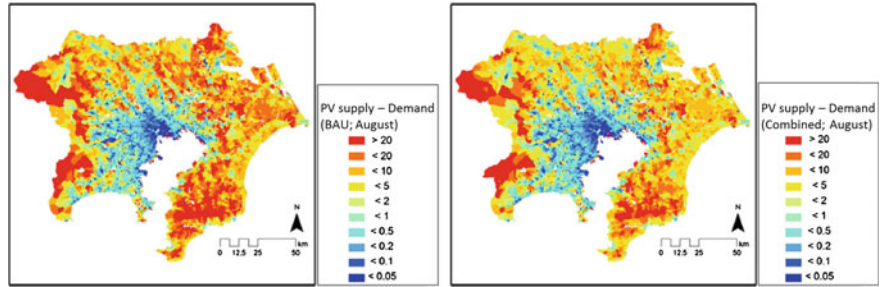 PV supply – Demand
(BAU; August)
> 20
< 20
< 10
< 5
< 2
< 1
< 0.5
< 0.2
< 0.1
< 0.05
N
km
0 12.5 25 50
PV supply – Demand
(Combined; August)
> 20
< 20
< 10
< 5
< 2
< 1
< 0.5
< 0.2
< 0.1
< 0.05
N
km
0 12.5 25 50